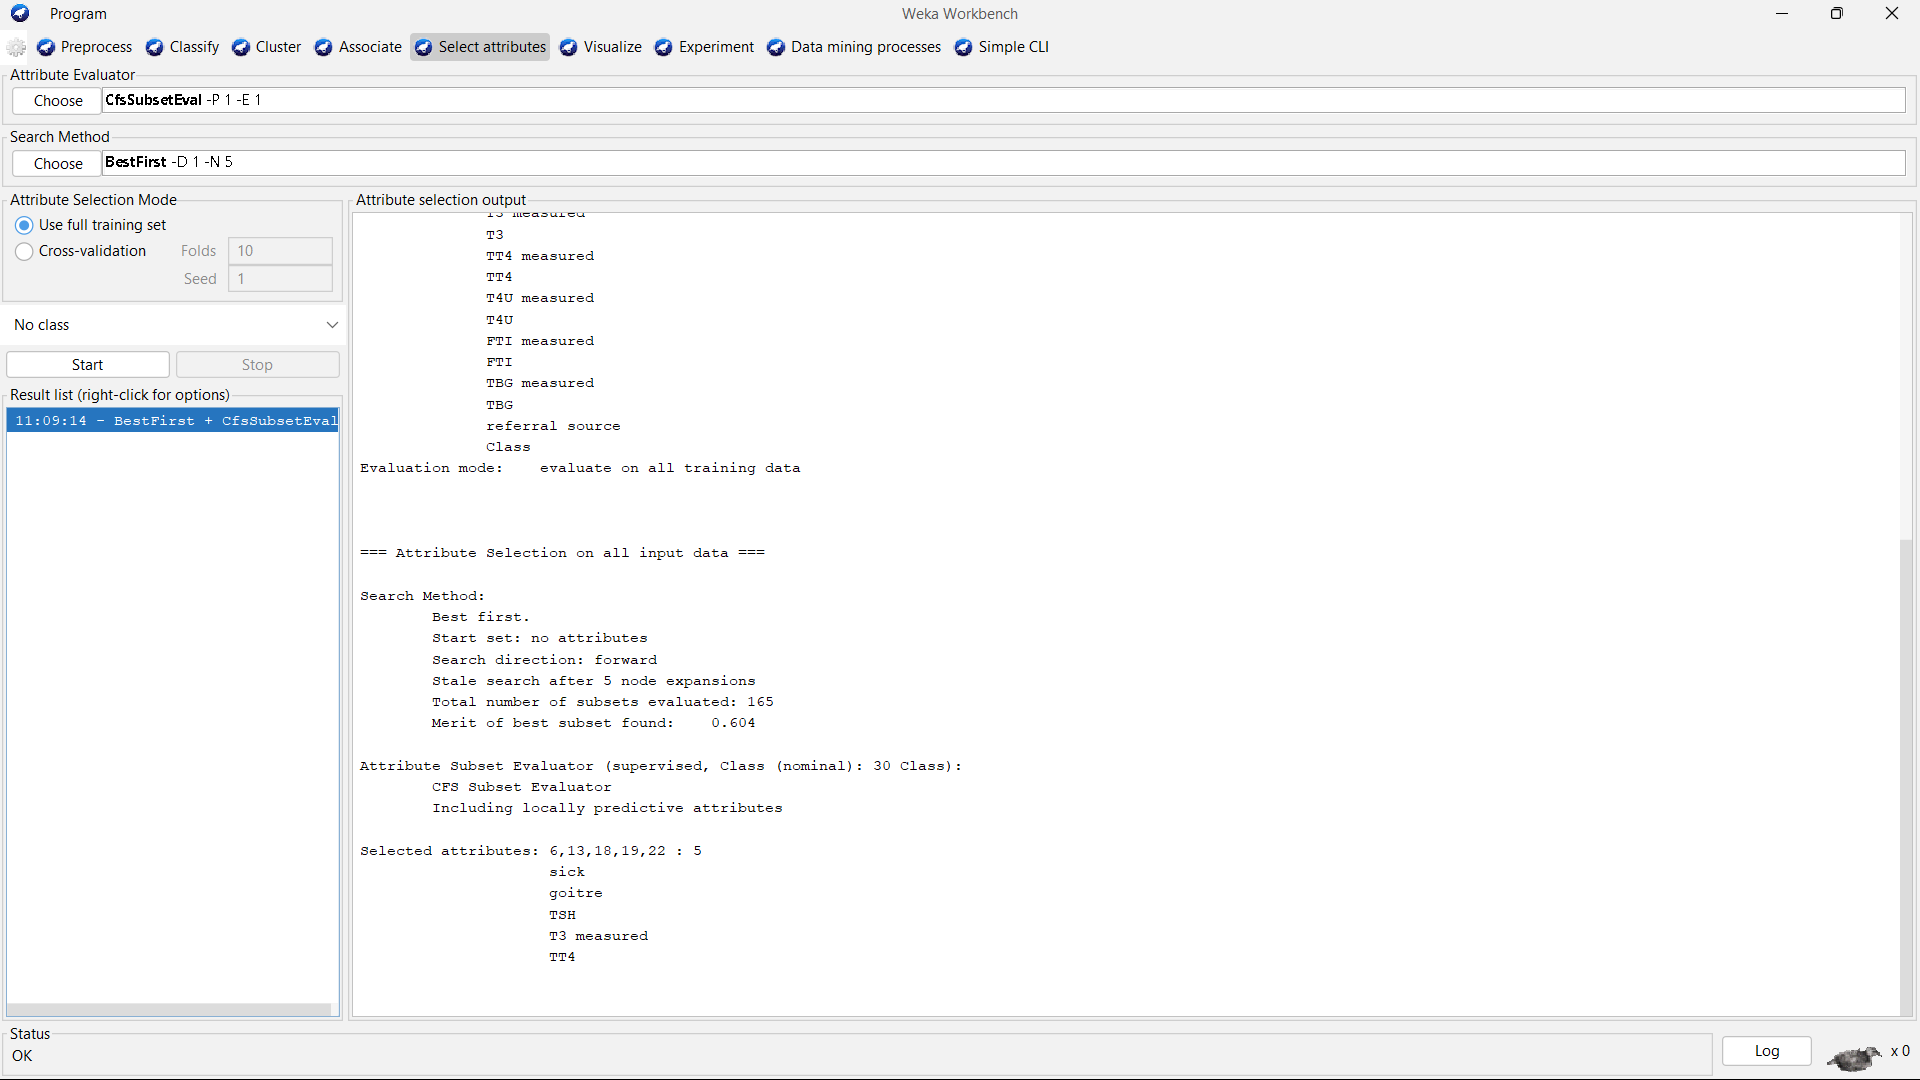 Program
Weka Workbench
Preprocess Classify Cluster Associate Select attributes Visualize Experiment Data mining processes Simple CLI
Attribute Evaluator
Choose CfsSubsetEval -P 1 -E 1
Search Method
Choose BestFirst -D 1 -N 5
Attribute Selection Mode
Use full training set
Cross-validation Folds 10
Seed 1
No class
Start Stop
Result list (right-click for options)
11:09:14 - BestFirst + CfsSubsetEval
Attribute selection output
T3 measured
T3
TT4 measured
TT4
T4U measured
T4U
FTI measured
FTI
TBG measured
TBG
referral source
Class
Evaluation mode: evaluate on all training data
=== Attribute Selection on all input data ===
Search Method:
Best first.
Start set: no attributes
Search direction: forward
Stale search after 5 node expansions
Total number of subsets evaluated: 165
Merit of best subset found: 0.604
Attribute Subset Evaluator (supervised, Class (nominal): 30 Class):
CFS Subset Evaluator
Including locally predictive attributes
Selected attributes: 6,13,18,19,22 : 5
sick
goitre
TSH
T3 measured
TT4
Status
OK
Log
x 0